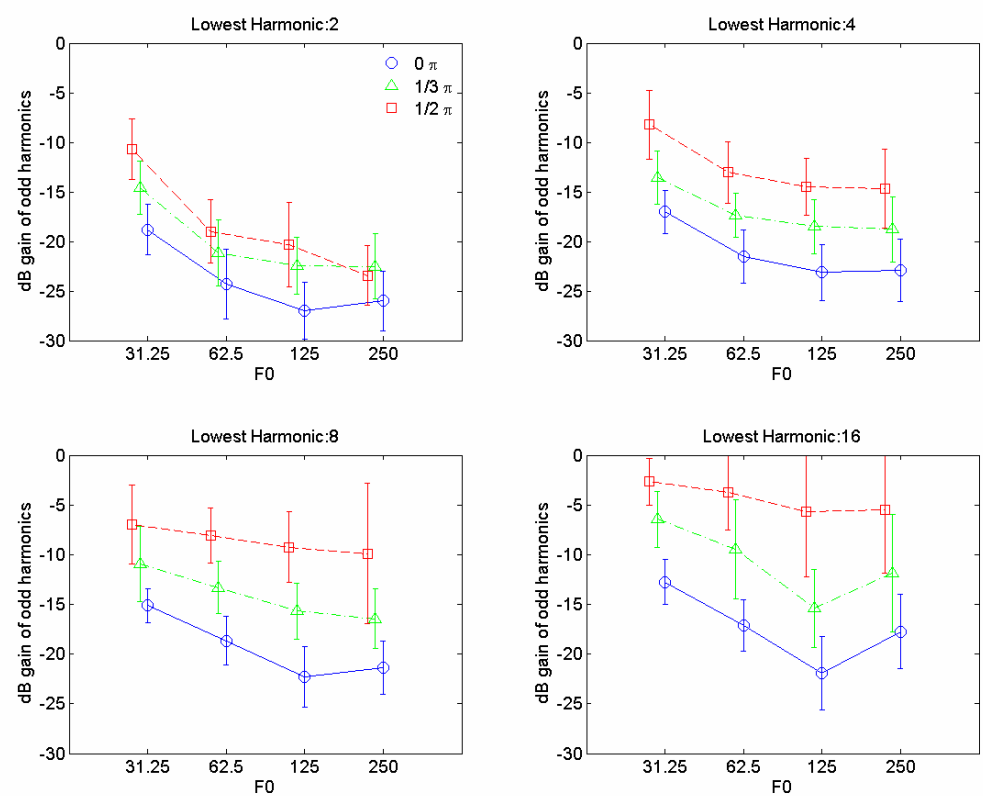 Lowest Harmonic:2
0
-5
-10
-15
-20
-25
-30
dB gain of odd harmonics
31.25 62.5 125 250
F0
0 π
1/3 π
1/2 π
Lowest Harmonic:4
0
-5
-10
-15
-20
-25
-30
dB gain of odd harmonics
31.25 62.5 125 250
F0
Lowest Harmonic:8
0
-5
-10
-15
-20
-25
-30
dB gain of odd harmonics
31.25 62.5 125 250
F0
Lowest Harmonic:16
0
-5
-10
-15
-20
-25
-30
dB gain of odd harmonics
31.25 62.5 125 250
F0